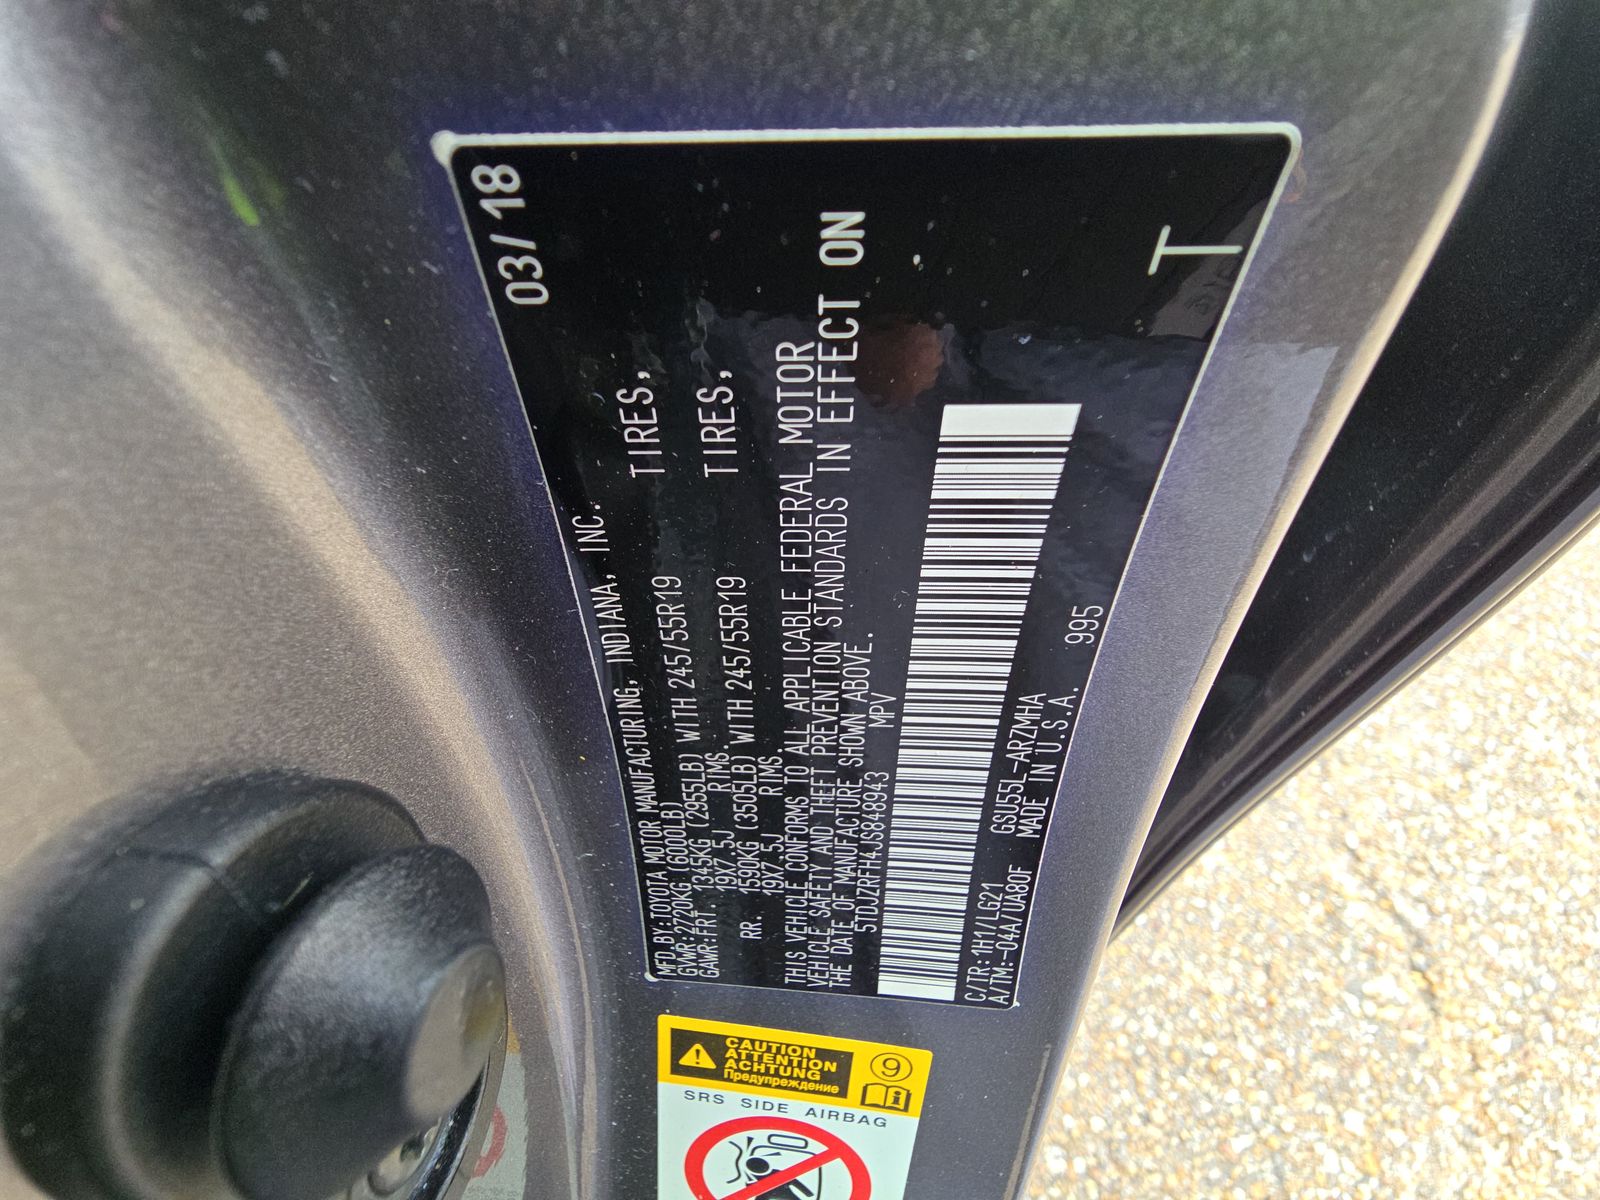 03/18
MFD.BY:TOYOTA MOTOR MANUFACTURING, INDIANA, INC.
GVWR:2720KG (6000LB)
GAWR:FRT. 1345KG (2955LB) WITH 245/55R19 TIRES,
19X7.5J RIMS.
RR. 1590KG (3505LB) WITH 245/55R19 TIRES,
19X7.5J RIMS.
THIS VEHICLE CONFORMS TO ALL APPLICABLE FEDERAL MOTOR
VEHICLE SAFETY AND THEFT PREVENTION STANDARDS IN EFFECT ON
THE DATE OF MANUFACTURE SHOWN ABOVE.
5TDJZRFH4JS848943 MPV
C/TR:1H1/LG21 GSU55L-ARZMHA 995
A/TM:-04A/UA80F MADE IN U.S.A.
T
CAUTION
ATTENTION
ACHTUNG
Предупреждение
9
i
SRS SIDE AIRBAG